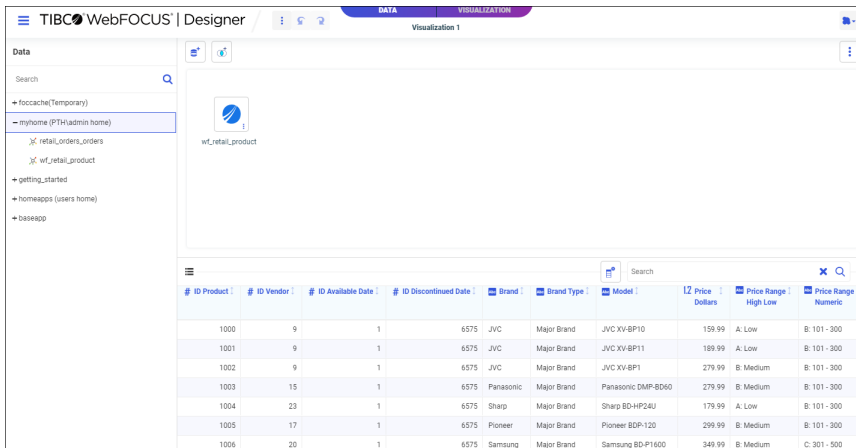 TIBCO WebFOCUS® | Designer
DATA VISUALIZATION
Visualization 1
Data
Search
foccache(Temporary)
myhome (PTH\admin home)
retail_orders_orders
wf_retail_product
getting_started
homeapps (users home)
baseapp
wf_retail_product
Search
# ID Product # ID Vendor # ID Available Date # ID Discontinued Date Abc Brand Abc Brand Type Abc Model 1.2 Price Dollars Abc Price Range High Low Abc Price Range Numeric
1000 9 1 6575 JVC Major Brand JVC XV-BP10 159.99 A: Low B: 101 - 300
1001 9 1 6575 JVC Major Brand JVC XV-BP11 189.99 A: Low B: 101 - 300
1002 9 1 6575 JVC Major Brand JVC XV-BP1 279.99 B: Medium B: 101 - 300
1003 15 1 6575 Panasonic Major Brand Panasonic DMP-BD60 279.99 B: Medium B: 101 - 300
1004 23 1 6575 Sharp Major Brand Sharp BD-HP24U 179.99 A: Low B: 101 - 300
1005 17 1 6575 Pioneer Major Brand Pioneer BDP-120 299.99 B: Medium B: 101 - 300
1006 20 1 6575 Samsung Major Brand Samsung BD-P1600 349.99 B: Medium C: 301 - 500